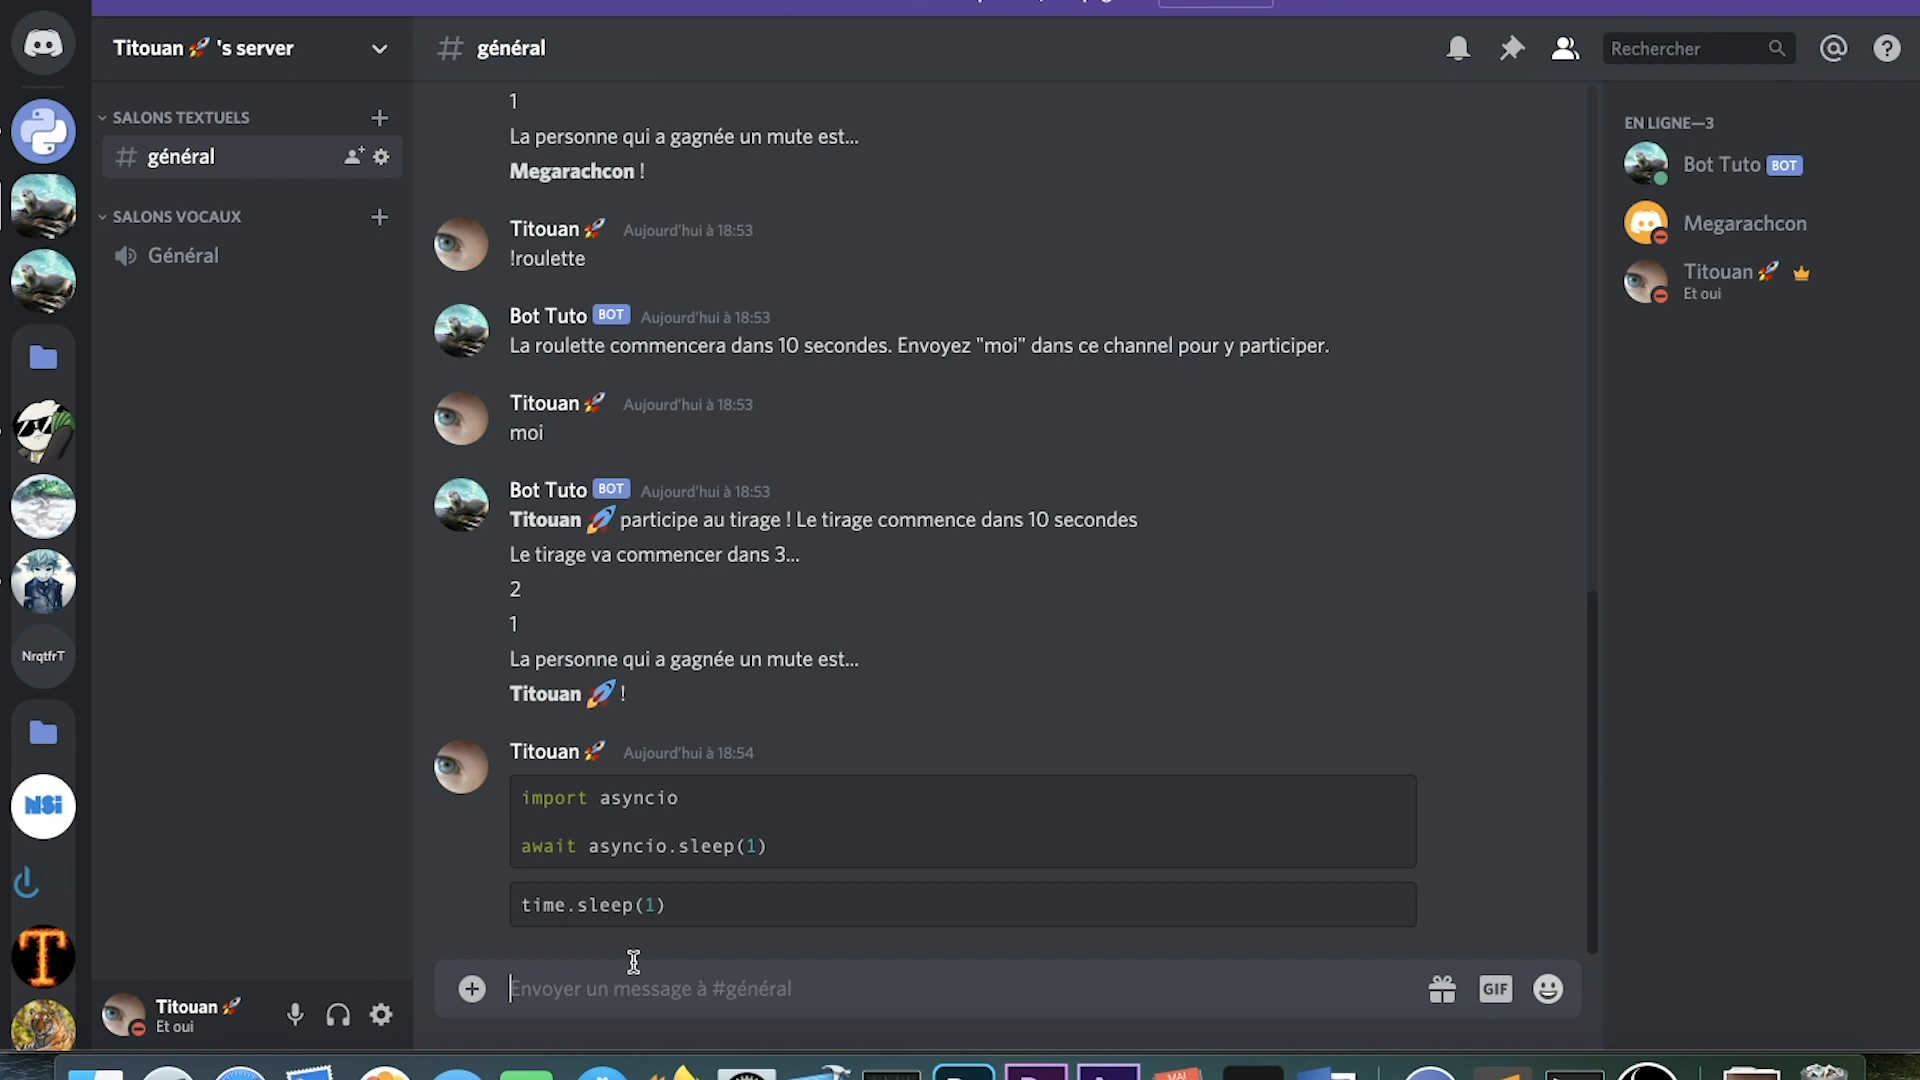 Titouan 🚀 's server
# général
Rechercher
SALONS TEXTUELS
# général
SALONS VOCAUX
Général
NrqtfrT
NSi
T
Titouan 🚀
Et oui
1
La personne qui a gagnée un mute est...
Megarachcon !
Titouan 🚀 Aujourd'hui à 18:53
!roulette
Bot Tuto BOT Aujourd'hui à 18:53
La roulette commencera dans 10 secondes. Envoyez "moi" dans ce channel pour y participer.
Titouan 🚀 Aujourd'hui à 18:53
moi
Bot Tuto BOT Aujourd'hui à 18:53
Titouan 🚀 participe au tirage ! Le tirage commence dans 10 secondes
Le tirage va commencer dans 3...
2
1
La personne qui a gagnée un mute est...
Titouan 🚀 !
Titouan 🚀 Aujourd'hui à 18:54
import asyncio
await asyncio.sleep(1)
time.sleep(1)
Envoyer un message à #général
GIF
EN LIGNE—3
Bot Tuto BOT
Megarachcon
Titouan 🚀
Et oui